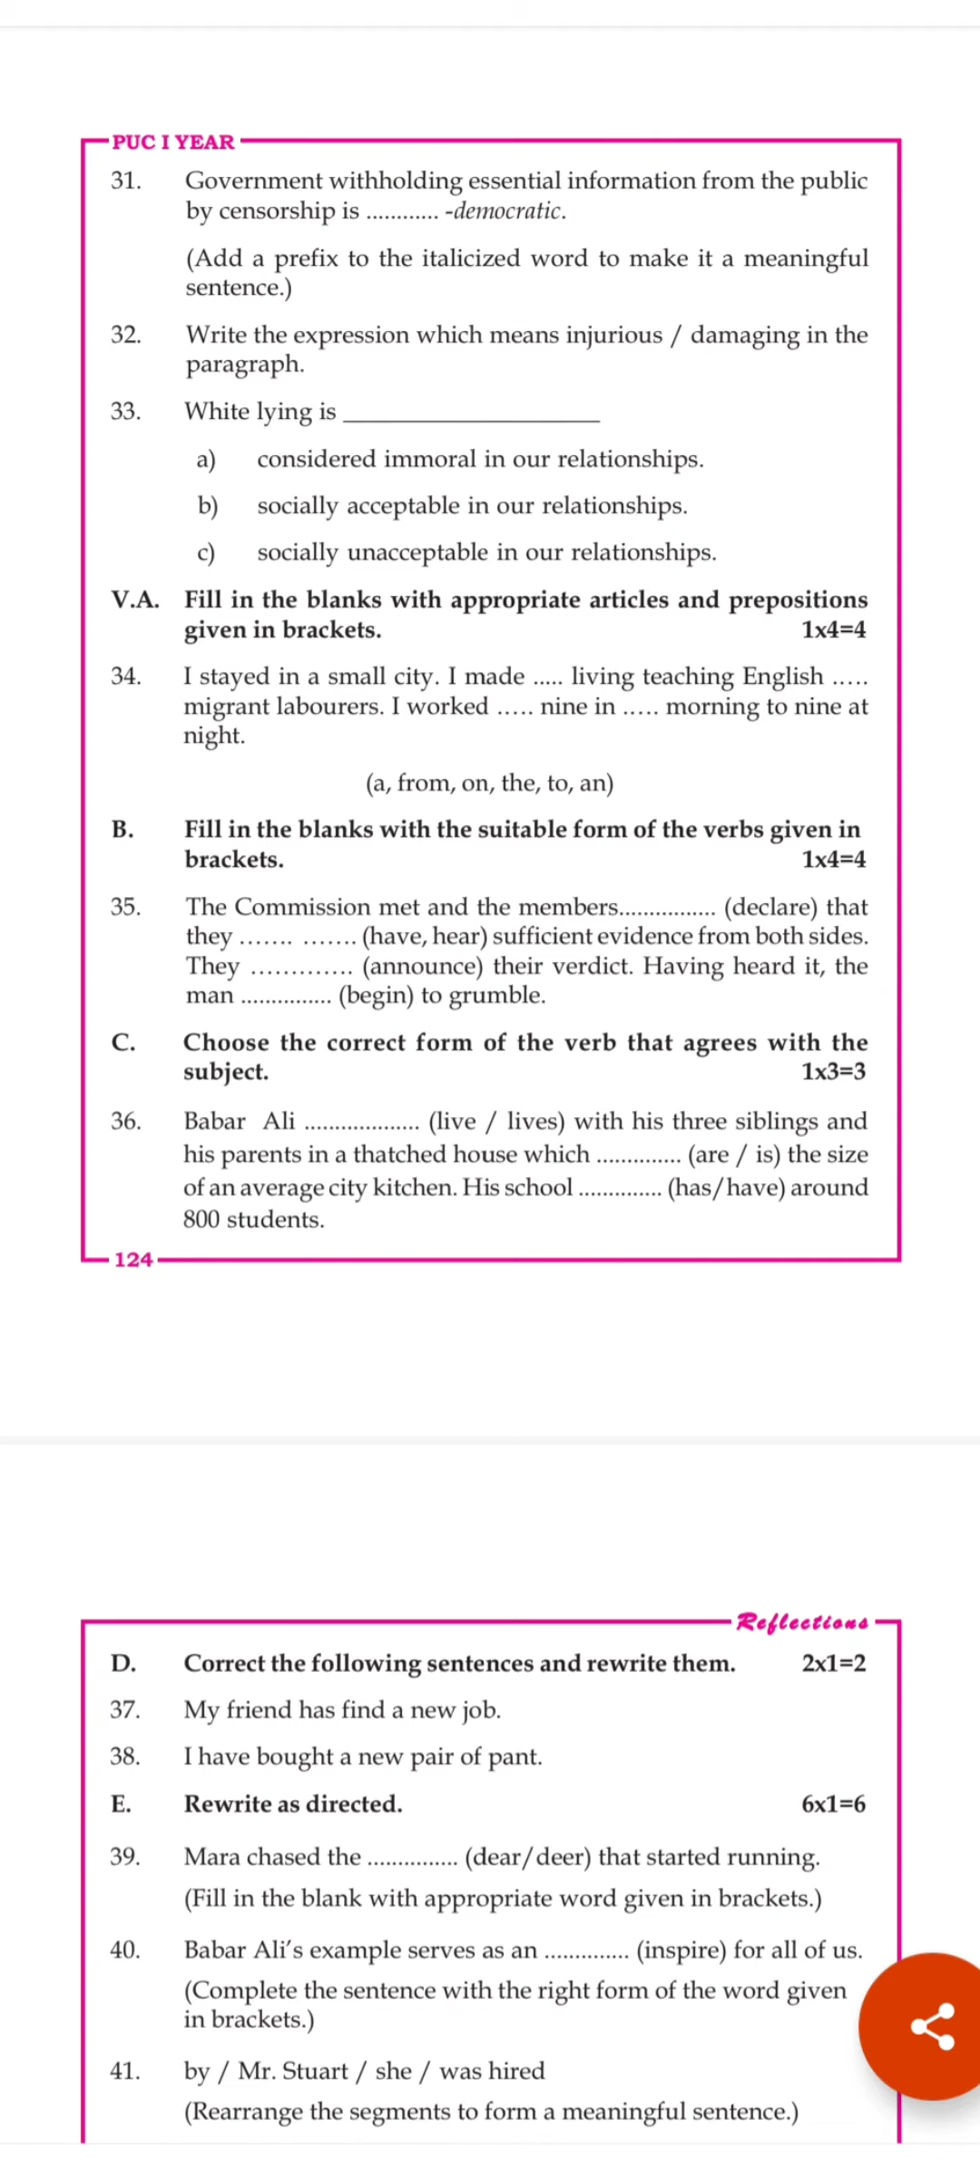 PUC I YEAR
31. Government withholding essential information from the public
by censorship is ............ -democratic.
(Add a prefix to the italicized word to make it a meaningful
sentence.)
32. Write the expression which means injurious / damaging in the
paragraph.
33. White lying is ____________________
a) considered immoral in our relationships.
b) socially acceptable in our relationships.
c) socially unacceptable in our relationships.
V.A. Fill in the blanks with appropriate articles and prepositions
given in brackets. 1x4=4
34. I stayed in a small city. I made ..... living teaching English .....
migrant labourers. I worked ..... nine in ..... morning to nine at
night.
(a, from, on, the, to, an)
B. Fill in the blanks with the suitable form of the verbs given in
brackets. 1x4=4
35. The Commission met and the members................ (declare) that
they ....... ....... (have, hear) sufficient evidence from both sides.
They ............. (announce) their verdict. Having heard it, the
man ............... (begin) to grumble.
C. Choose the correct form of the verb that agrees with the
subject. 1x3=3
36. Babar Ali ................... (live / lives) with his three siblings and
his parents in a thatched house which .............. (are / is) the size
of an average city kitchen. His school .............. (has/have) around
800 students.
124
Reflections
D. Correct the following sentences and rewrite them. 2x1=2
37. My friend has find a new job.
38. I have bought a new pair of pant.
E. Rewrite as directed. 6x1=6
39. Mara chased the ............... (dear/deer) that started running.
(Fill in the blank with appropriate word given in brackets.)
40. Babar Ali's example serves as an .............. (inspire) for all of us.
(Complete the sentence with the right form of the word given
in brackets.)
41. by / Mr. Stuart / she / was hired
(Rearrange the segments to form a meaningful sentence.)